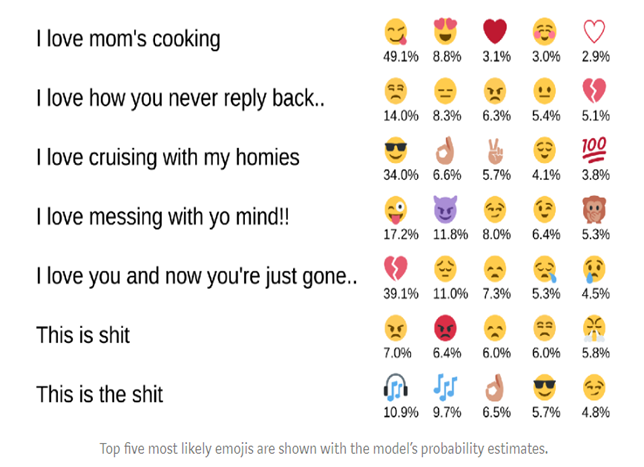 I love mom's cooking
49.1% 8.8% 3.1% 3.0% 2.9%
I love how you never reply back..
14.0% 8.3% 6.3% 5.4% 5.1%
I love cruising with my homies
100
34.0% 6.6% 5.7% 4.1% 3.8%
I love messing with yo mind!!
17.2% 11.8% 8.0% 6.4% 5.3%
I love you and now you're just gone..
39.1% 11.0% 7.3% 5.3% 4.5%
This is shit
7.0% 6.4% 6.0% 6.0% 5.8%
This is the shit
10.9% 9.7% 6.5% 5.7% 4.8%
Top five most likely emojis are shown with the model's probability estimates.